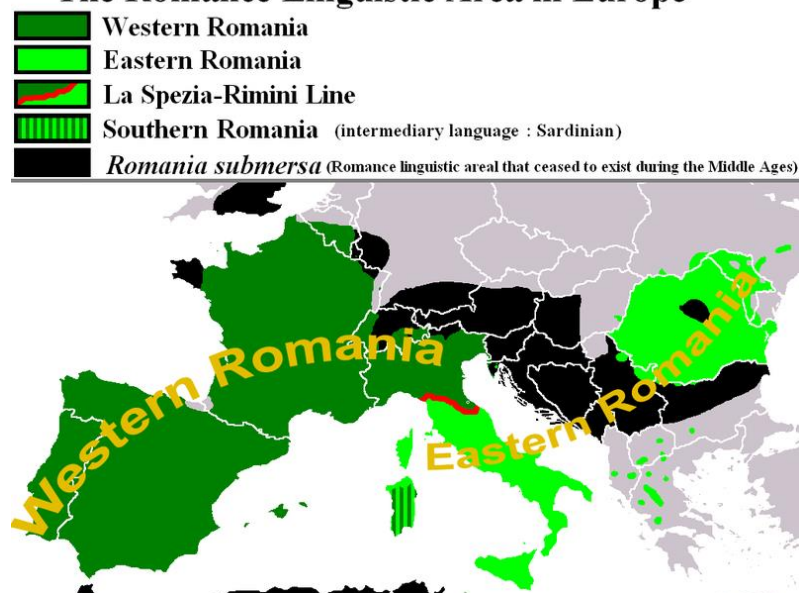 The Romance Linguistic Area in Europe
Western Romania
Eastern Romania
La Spezia-Rimini Line
Southern Romania (intermediary language : Sardinian)
Romania submersa (Romance linguistic areal that ceased to exist during the Middle Ages)
Western Romania
Eastern Romania